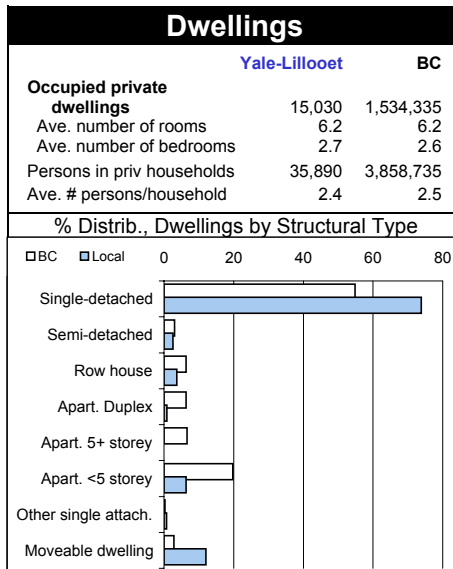 Dwellings
Yale-Lillooet BC
Occupied private
dwellings 15,030 1,534,335
Ave. number of rooms 6.2 6.2
Ave. number of bedrooms 2.7 2.6
Persons in priv households 35,890 3,858,735
Ave. # persons/household 2.4 2.5
% Distrib., Dwellings by Structural Type
BC Local 0 20 40 60 80
Single-detached
Semi-detached
Row house
Apart. Duplex
Apart. 5+ storey
Apart. <5 storey
Other single attach.
Moveable dwelling